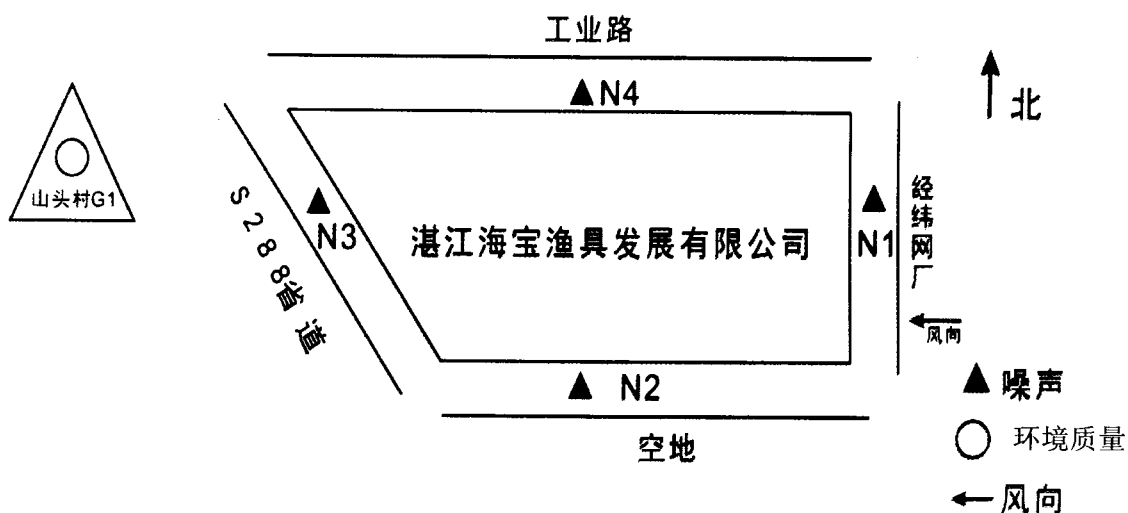 工业路
N4
北
山头村G1
S288省道
N3
湛江海宝渔具发展有限公司
N1
经纬网厂
风向
N2
空地
噪声
环境质量
风向